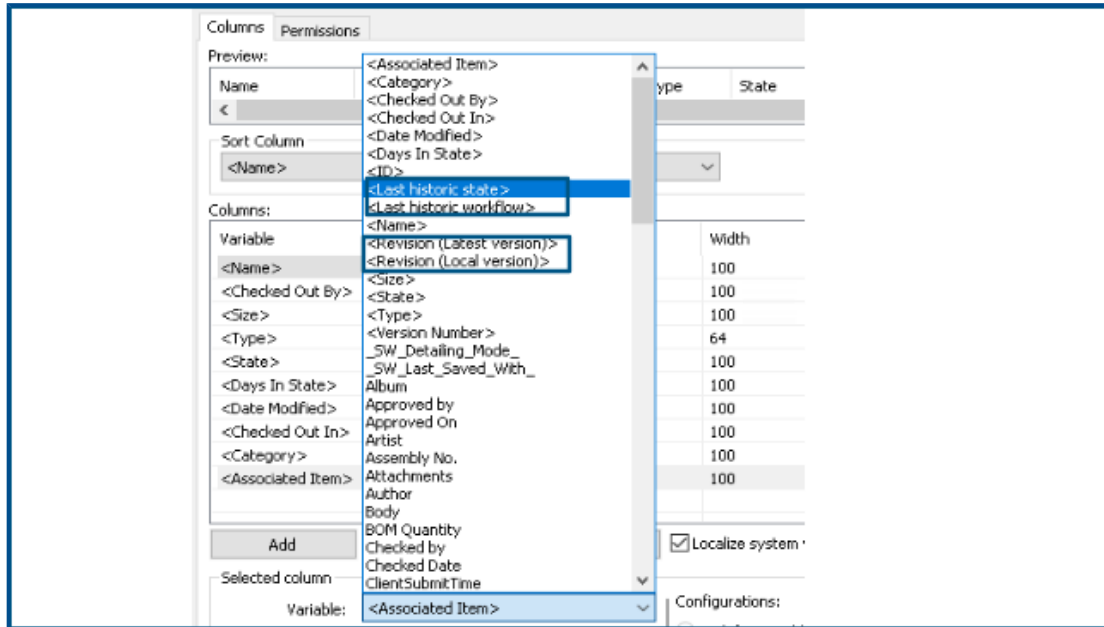 Columns Permissions
Preview:
Name ype State
Sort Column
<Name>
Columns:
Variable Width
<Name> 100
<Checked Out By> 100
<Size> 100
<Type> 64
<State> 100
<Days In State> 100
<Date Modified> 100
<Checked Out In> 100
<Category> 100
<Associated Item> 100
<Associated Item>
<Category>
<Checked Out By>
<Checked Out In>
<Date Modified>
<Days In State>
<ID>
<Last historic state>
<Last historic workflow>
<Name>
<Revision (Latest version)>
<Revision (Local version)>
<Size>
<State>
<Type>
<Version Number>
_SW_Detailing_Mode_
_SW_Last_Saved_With_
Album
Approved by
Approved On
Artist
Assembly No.
Attachments
Author
Body
BOM Quantity
Checked by
Checked Date
ClientSubmitTime
Add Localize system
Selected column
Variable: <Associated Item> Configurations: